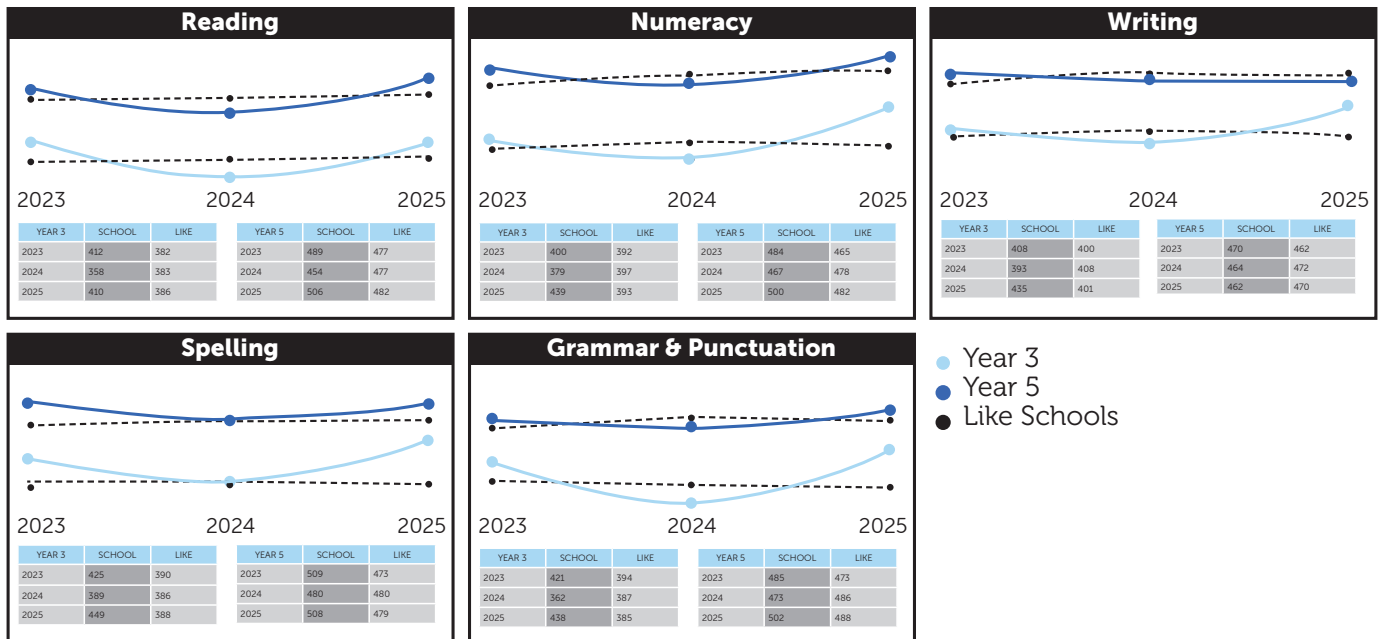 Reading
2023 2024 2025
YEAR 3 SCHOOL LIKE
2023 412 382
2024 358 383
2025 410 386
YEAR 5 SCHOOL LIKE
2023 489 477
2024 454 477
2025 506 482
Numeracy
2023 2024 2025
YEAR 3 SCHOOL LIKE
2023 400 392
2024 379 397
2025 439 393
YEAR 5 SCHOOL LIKE
2023 484 465
2024 467 478
2025 500 482
Writing
2023 2024 2025
YEAR 3 SCHOOL LIKE
2023 408 400
2024 393 408
2025 435 401
YEAR 5 SCHOOL LIKE
2023 470 462
2024 464 472
2025 462 470
Spelling
2023 2024 2025
YEAR 3 SCHOOL LIKE
2023 425 390
2024 389 386
2025 449 388
YEAR 5 SCHOOL LIKE
2023 509 473
2024 480 480
2025 508 479
Grammar & Punctuation
2023 2024 2025
YEAR 3 SCHOOL LIKE
2023 421 394
2024 362 387
2025 438 385
YEAR 5 SCHOOL LIKE
2023 485 473
2024 473 486
2025 502 488
Year 3
Year 5
Like Schools